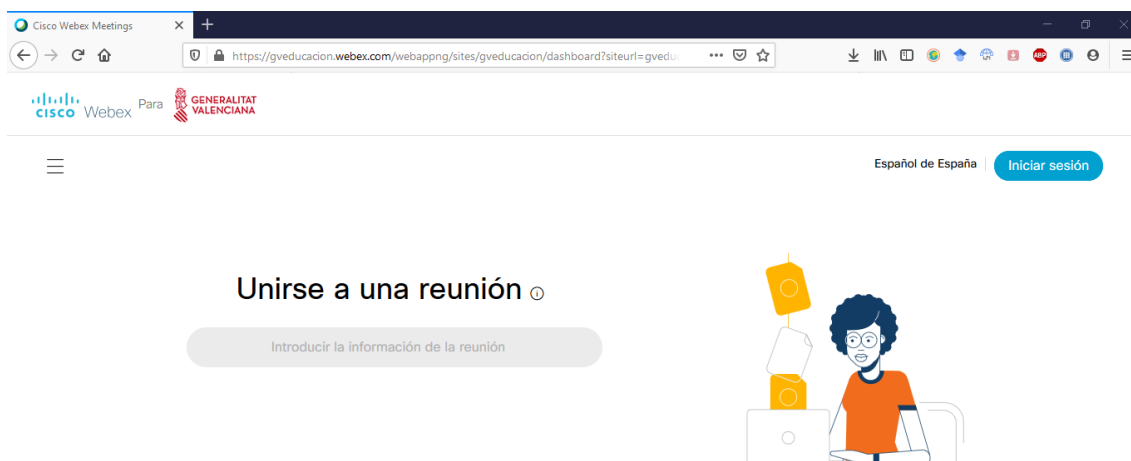 Cisco Webex Meetings
https://gveducacion.webex.com/webappng/sites/gveducacion/dashboard?siteurl=gvedu
CISCO Webex Para GENERALITAT
VALENCIANA
Español de España Iniciar sesión
Unirse a una reunión
Introducir la información de la reunión